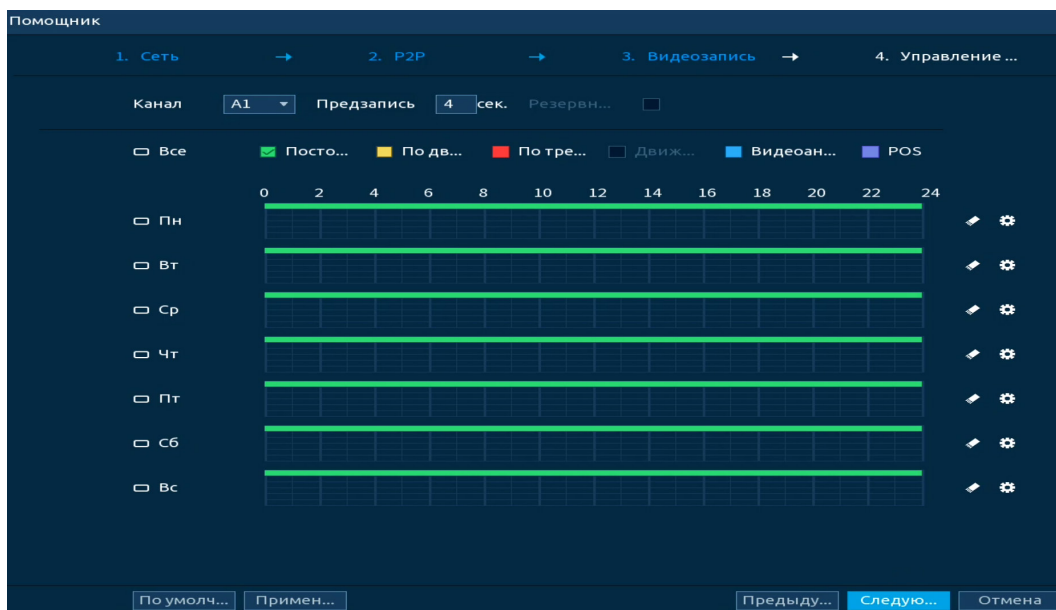 Помощник
1. Сеть → 2. P2P → 3. Видеозапись → 4. Управление ...
Канал A1 Предзапись 4 сек. Резервн...
Все Посто... По дв... По тре... Движ... Видеоан... POS
0 2 4 6 8 10 12 14 16 18 20 22 24
Пн
Вт
Ср
Чт
Пт
Сб
Вс
По умолч... Примен... Предыду... Следую... Отмена